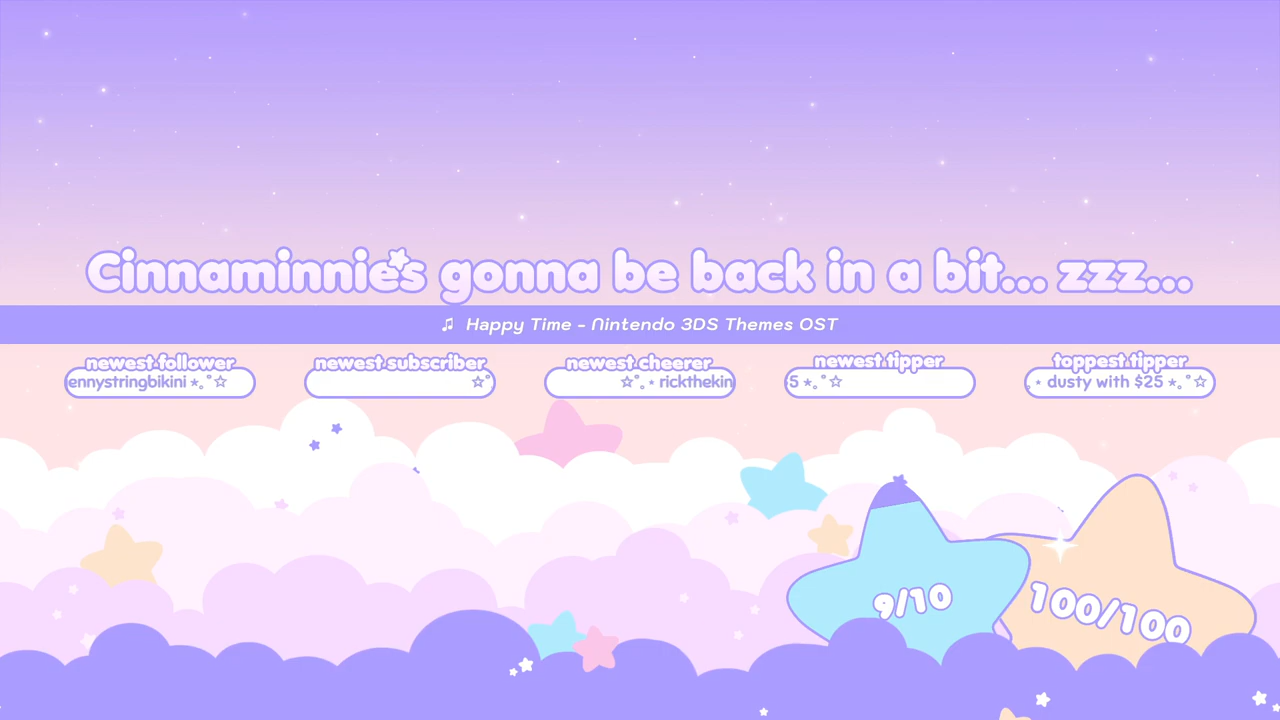 Cinnaminnie's gonna be back in a bit... zzz...
♫ Happy Time - Nintendo 3DS Themes OST
newest follower
newest subscriber
newest cheerer
newest tipper
toppest tipper
ennystringbikini ⋆｡˚☆
☆˚
☆˚｡⋆ rickthekin
5 ⋆｡˚☆
｡⋆ dusty with $25 ⋆｡˚☆
9/10
100/100